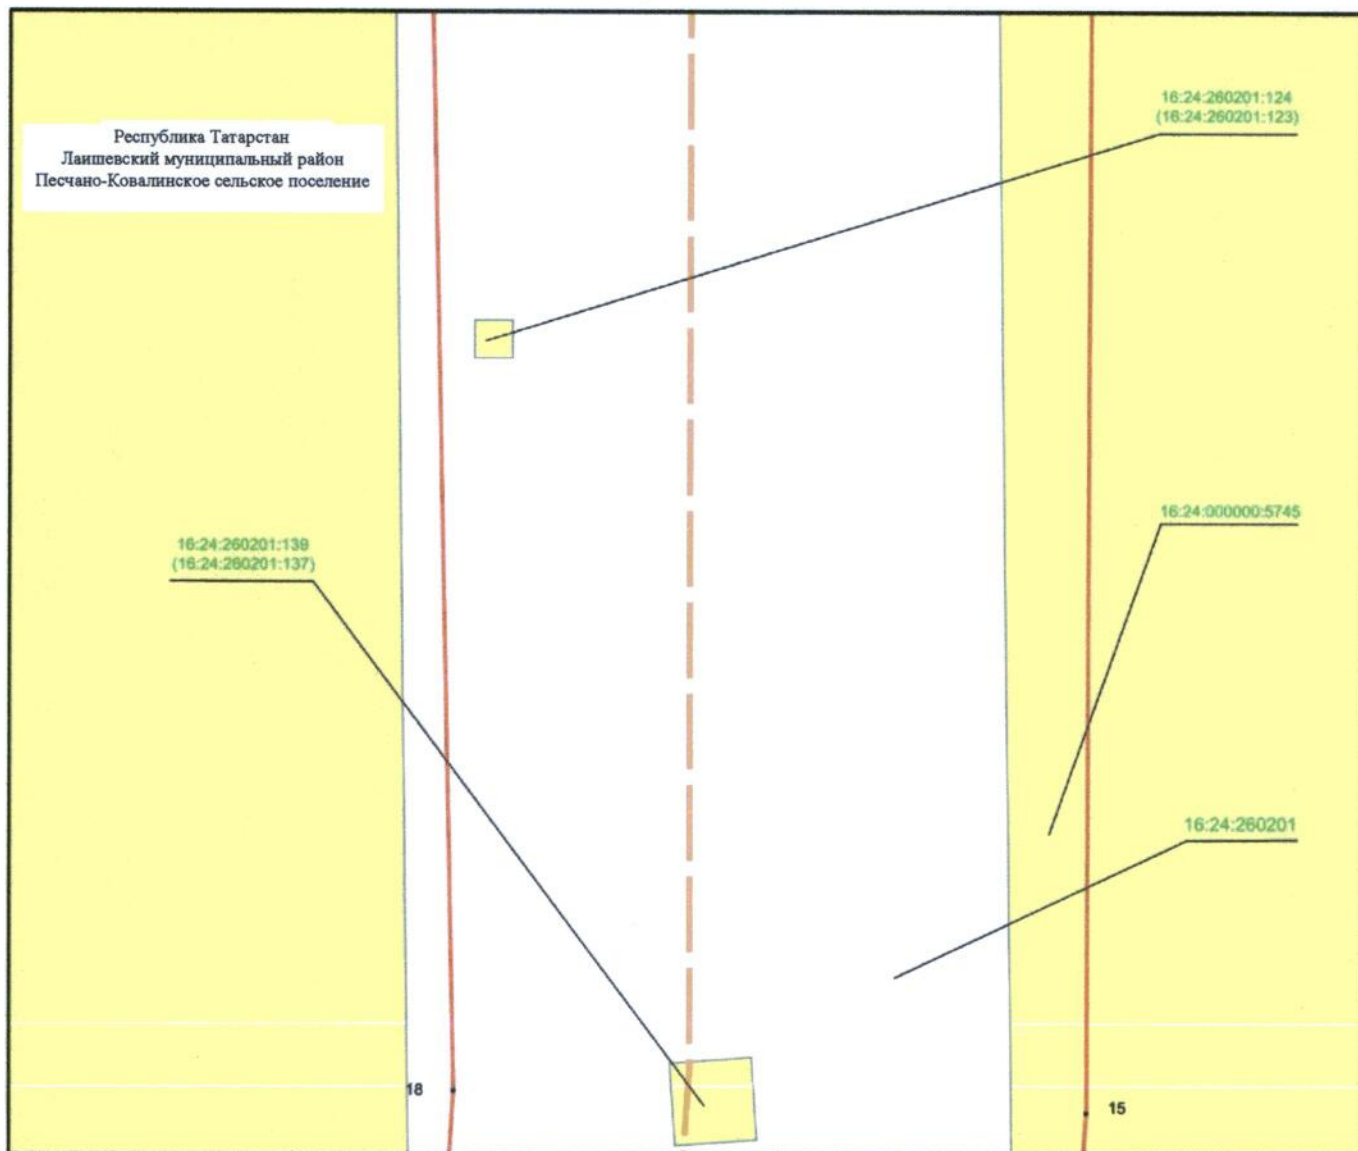 Республика Татарстан
Лаишевский муниципальный район
Песчано-Ковалинское сельское поселение
16:24:260201:124
(16:24:260201:123)
16:24:000000:5745
16:24:260201:139
(16:24:260201:137)
16:24:260201
18
15